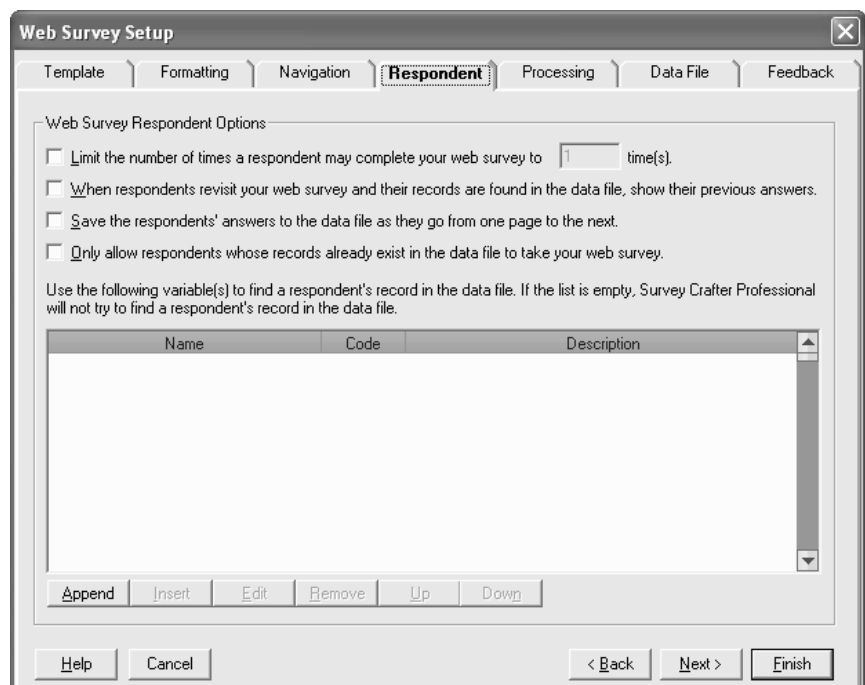 Web Survey Setup
Template Formatting Navigation Respondent Processing Data File Feedback
Web Survey Respondent Options
Limit the number of times a respondent may complete your web survey to 1 time(s).
When respondents revisit your web survey and their records are found in the data file, show their previous answers.
Save the respondents' answers to the data file as they go from one page to the next.
Only allow respondents whose records already exist in the data file to take your web survey.
Use the following variable(s) to find a respondent's record in the data file. If the list is empty, Survey Crafter Professional
will not try to find a respondent's record in the data file.
Name Code Description
Append Insert Edit Remove Up Down
Help Cancel < Back Next > Finish